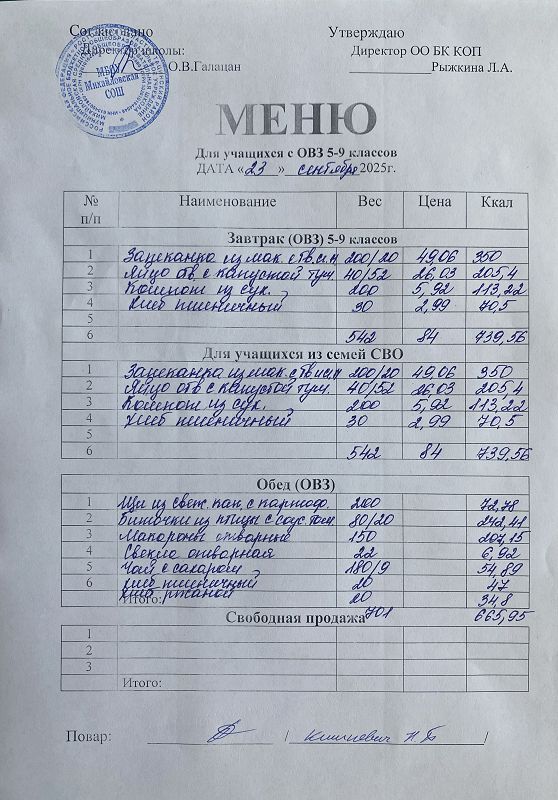 Согласовано Утверждаю
Директор школы: Директор ОО БК КОП
О.В.Галацан Рыжкина Л.А.
МБОУ
Михайловская
СОШ
МЕНЮ
Для учащихся с ОВЗ 5-9 классов
ДАТА «23» сентября 2025г.
№ п/п Наименование Вес Цена Ккал
Завтрак (ОВЗ) 5-9 классов
1 Запеканка из мак. с тв. 200/20 49,06 350
2 Яйцо отв с капустой туш. 40/52 26,03 205,4
3 Компот из сух. 200 5,92 113,22
4 хлеб пшеничный 30 2,99 70,5
5
6 542 84 739,56
Для учащихся из семей СВО
1 Запеканка из мак. с тв. 200/20 49,06 350
2 Яйцо отв с капустой туш. 40/52 26,03 205,4
3 Компот из сух. 200 5,92 113,22
4 хлеб пшеничный 30 2,99 70,5
5
6 542 84 739,56
Обед (ОВЗ)
1 Щи из свеж. кап. с картоф. 200 72,78
2 Биточки из птицы с соус том. 80/20 242,41
3 Макароны отварные 150 207,15
4 Свекла отварная 22 6,92
5 Чай с сахаром 180/9 54,89
6 хлеб пшеничный 20 47
хлеб ржаной 20 34,8
Итого:
701 665,95
Свободная продажа
1
2
3
Итого:
Повар: / /